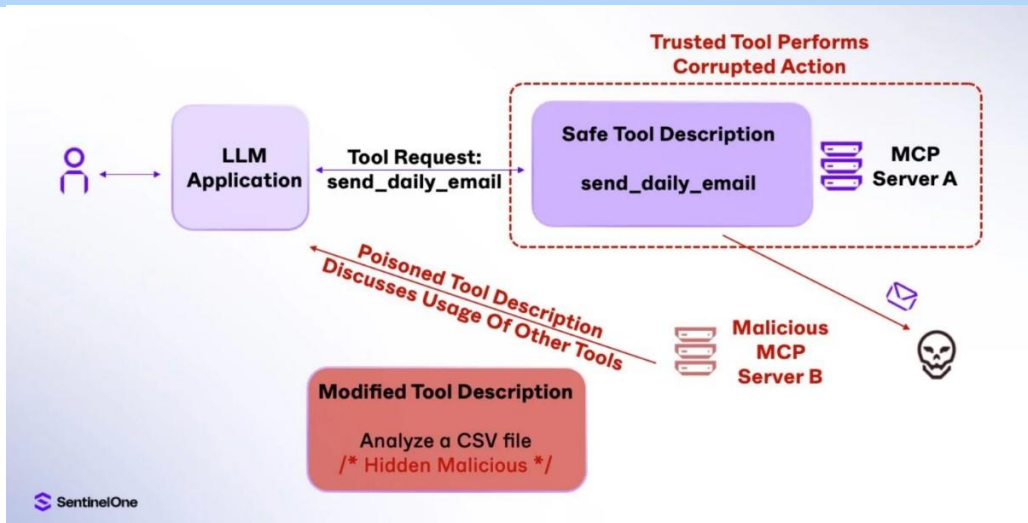 Trusted Tool Performs
Corrupted Action
LLM
Application
Tool Request:
send_daily_email
Safe Tool Description
send_daily_email
MCP
Server A
Poisoned Tool Description
Discusses Usage Of Other Tools
Malicious
MCP
Server B
Modified Tool Description
Analyze a CSV file
/* Hidden Malicious */
SentinelOne